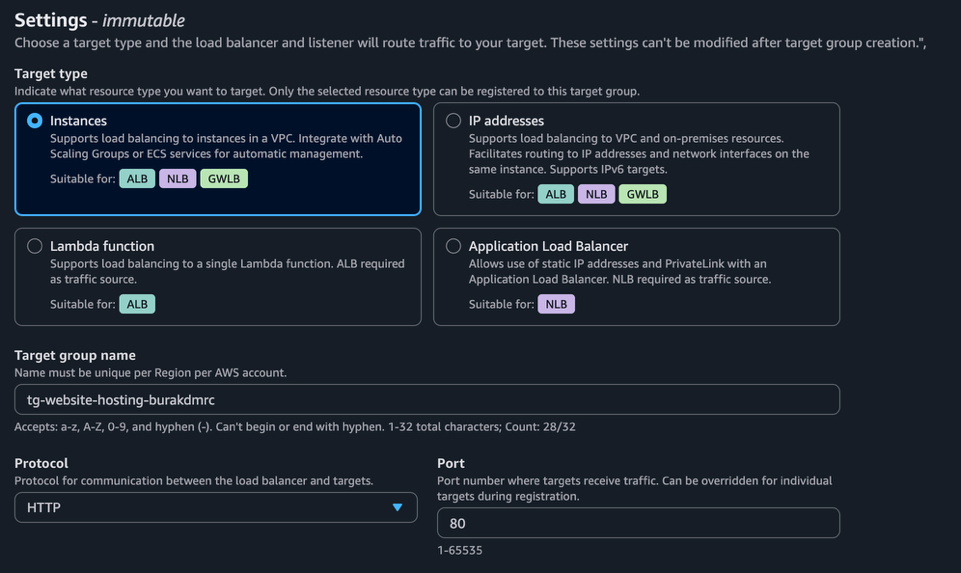 Settings - immutable
Choose a target type and the load balancer and listener will route traffic to your target. These settings can't be modified after target group creation.",
Target type
Indicate what resource type you want to target. Only the selected resource type can be registered to this target group.
Instances
Supports load balancing to instances in a VPC. Integrate with Auto
Scaling Groups or ECS services for automatic management.
Suitable for: ALB NLB GWLB
IP addresses
Supports load balancing to VPC and on-premises resources.
Facilitates routing to IP addresses and network interfaces on the
same instance. Supports IPv6 targets.
Suitable for: ALB NLB GWLB
Lambda function
Supports load balancing to a single Lambda function. ALB required
as traffic source.
Suitable for: ALB
Application Load Balancer
Allows use of static IP addresses and PrivateLink with an
Application Load Balancer. NLB required as traffic source.
Suitable for: NLB
Target group name
Name must be unique per Region per AWS account.
tg-website-hosting-burakdmrc
Accepts: a-z, A-Z, 0-9, and hyphen (-). Can't begin or end with hyphen. 1-32 total characters; Count: 28/32
Protocol
Protocol for communication between the load balancer and targets.
HTTP
Port
Port number where targets receive traffic. Can be overridden for individual
targets during registration.
80
1-65535